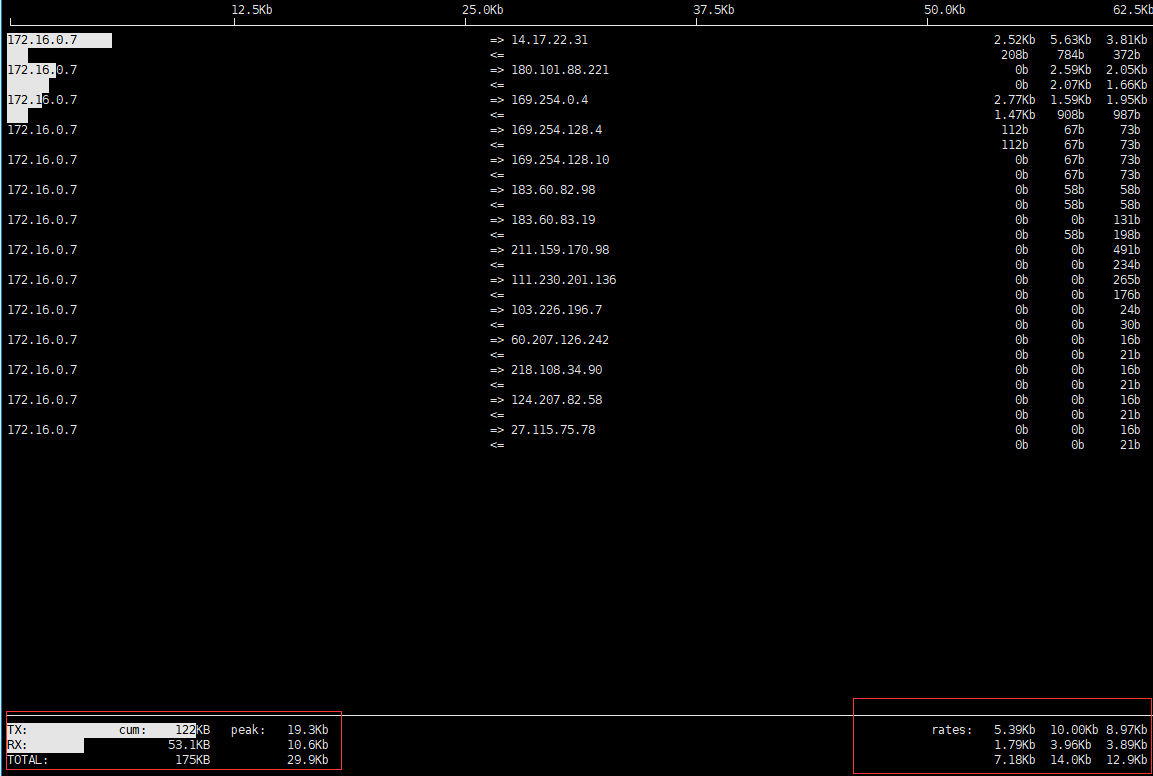 12.5Kb 25.0Kb 37.5Kb 50.0Kb 62.5Kb
172.16.0.7 => 14.17.22.31 2.52Kb 5.63Kb 3.81Kb
<= 208b 784b 372b
172.16.0.7 => 180.101.88.221 0b 2.59Kb 2.05Kb
<= 0b 2.07Kb 1.66Kb
172.16.0.7 => 169.254.0.4 2.77Kb 1.59Kb 1.95Kb
<= 1.47Kb 908b 987b
172.16.0.7 => 169.254.128.4 112b 67b 73b
<= 112b 67b 73b
172.16.0.7 => 169.254.128.10 0b 67b 73b
<= 0b 67b 73b
172.16.0.7 => 183.60.82.98 0b 58b 58b
<= 0b 58b 58b
172.16.0.7 => 183.60.83.19 0b 0b 131b
<= 0b 58b 198b
172.16.0.7 => 211.159.170.98 0b 0b 491b
<= 0b 0b 234b
172.16.0.7 => 111.230.201.136 0b 0b 265b
<= 0b 0b 176b
172.16.0.7 => 103.226.196.7 0b 0b 24b
<= 0b 0b 30b
172.16.0.7 => 60.207.126.242 0b 0b 16b
<= 0b 0b 21b
172.16.0.7 => 218.108.34.90 0b 0b 16b
<= 0b 0b 21b
172.16.0.7 => 124.207.82.58 0b 0b 16b
<= 0b 0b 21b
172.16.0.7 => 27.115.75.78 0b 0b 16b
<= 0b 0b 21b
TX: cum: 122KB peak: 19.3Kb rates: 5.39Kb 10.00Kb 8.97Kb
RX: 53.1KB 10.6Kb 1.79Kb 3.96Kb 3.89Kb
TOTAL: 175KB 29.9Kb 7.18Kb 14.0Kb 12.9Kb